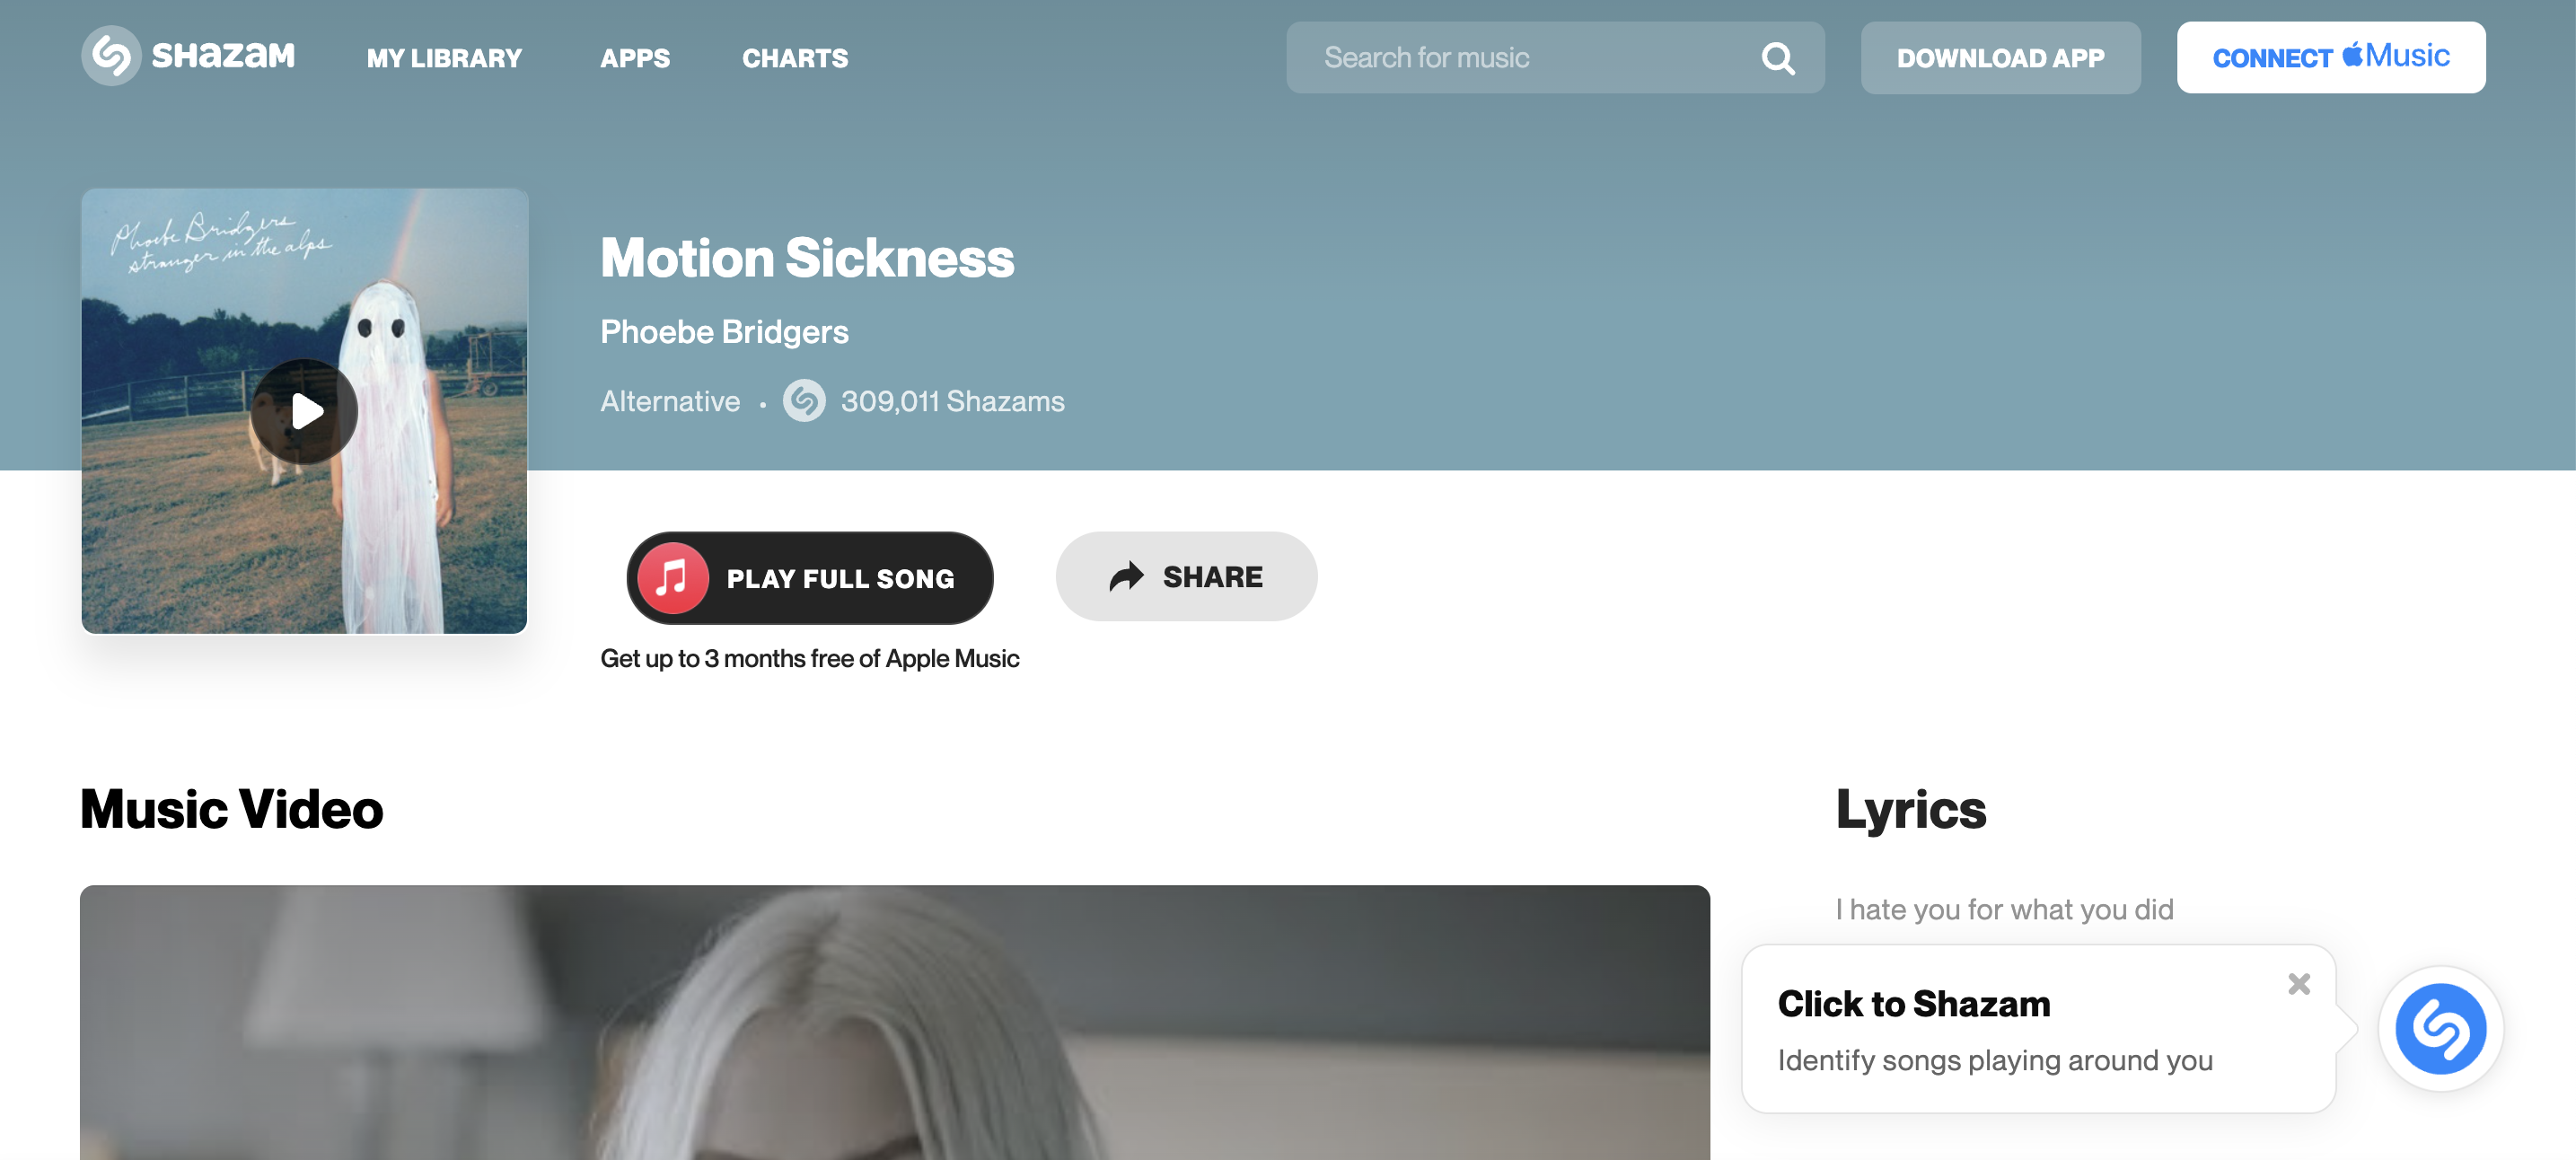 SHAZAM
MY LIBRARY
APPS
CHARTS
Search for music
DOWNLOAD APP
CONNECT Music
Phoebe Bridgers
stranger in the alps
Motion Sickness
Phoebe Bridgers
Alternative • 309,011 Shazams
PLAY FULL SONG
SHARE
Get up to 3 months free of Apple Music
Music Video
Lyrics
I hate you for what you did
Click to Shazam
Identify songs playing around you